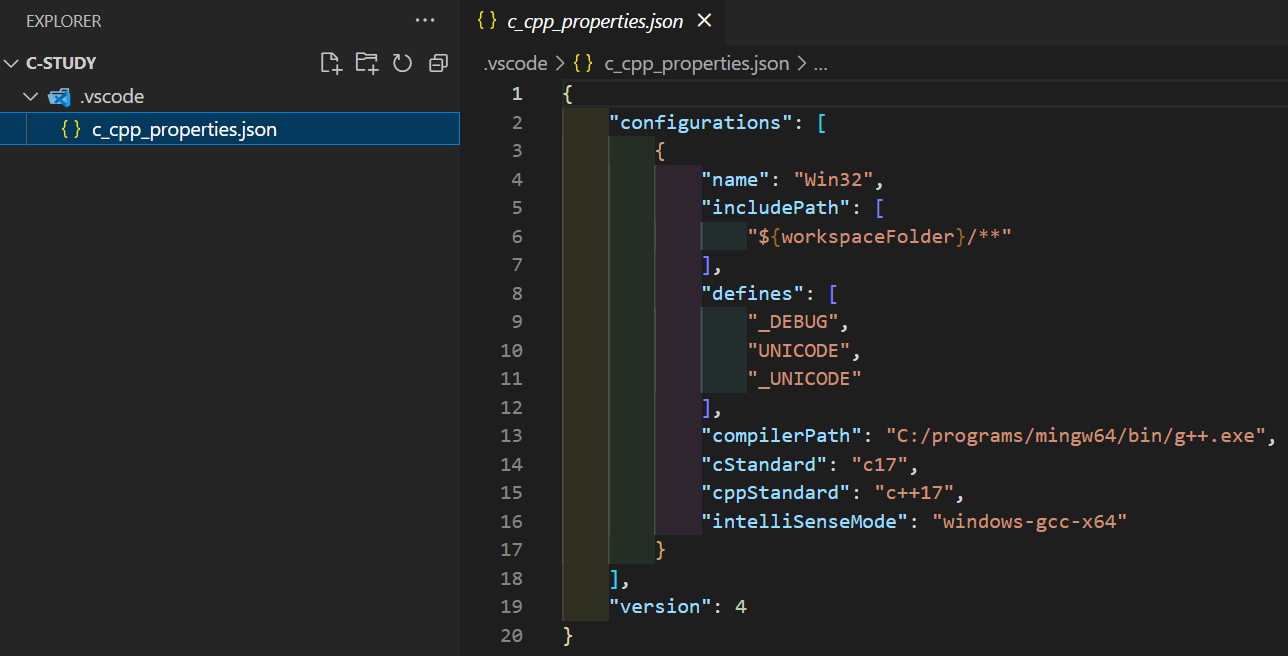 EXPLORER
C-STUDY
.vscode
{ } c_cpp_properties.json
{ } c_cpp_properties.json
.vscode > { } c_cpp_properties.json > ...
1 {
2 "configurations": [
3 {
4 "name": "Win32",
5 "includePath": [
6 "${workspaceFolder}/**"
7 ],
8 "defines": [
9 "_DEBUG",
10 "UNICODE",
11 "_UNICODE"
12 ],
13 "compilerPath": "C:/programs/mingw64/bin/g++.exe",
14 "cStandard": "c17",
15 "cppStandard": "c++17",
16 "intelliSenseMode": "windows-gcc-x64"
17 }
18 ],
19 "version": 4
20 }